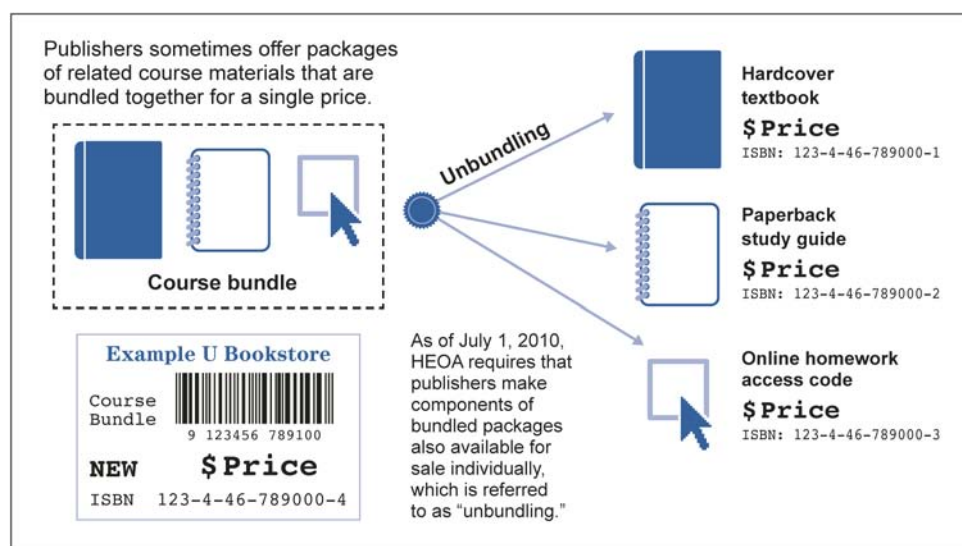 Publishers sometimes offer packages
of related course materials that are
bundled together for a single price.
Course bundle
Unbundling
Hardcover
textbook
$Price
ISBN: 123-4-46-789000-1
Paperback
study guide
$Price
ISBN: 123-4-46-789000-2
Online homework
access code
$Price
ISBN: 123-4-46-789000-3
Example U Bookstore
Course
Bundle
9 123456 789100
NEW $Price
ISBN 123-4-46-789000-4
As of July 1, 2010,
HEOA requires that
publishers make
components of
bundled packages
also available for
sale individually,
which is referred
to as “unbundling.”